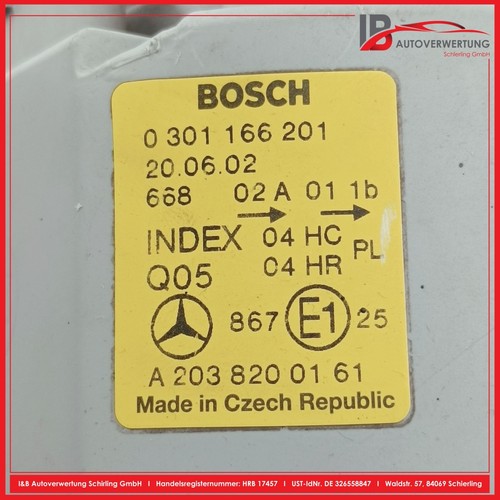 I&B AUTOVERWERTUNG
Schierling GmbH
BOSCH
0 301 166 201
20.06.02
668 02 A 01 1b
INDEX 04 HC PL
Q05 04 HR
867 E1 25
A 203 820 01 61
Made in Czech Republic
I&B Autoverwertung Schirling GmbH I Handelsregisternummer: HRB 17457 I UST-IdNr. DE 326558847 I Waldstr. 57, 84069 Schierling